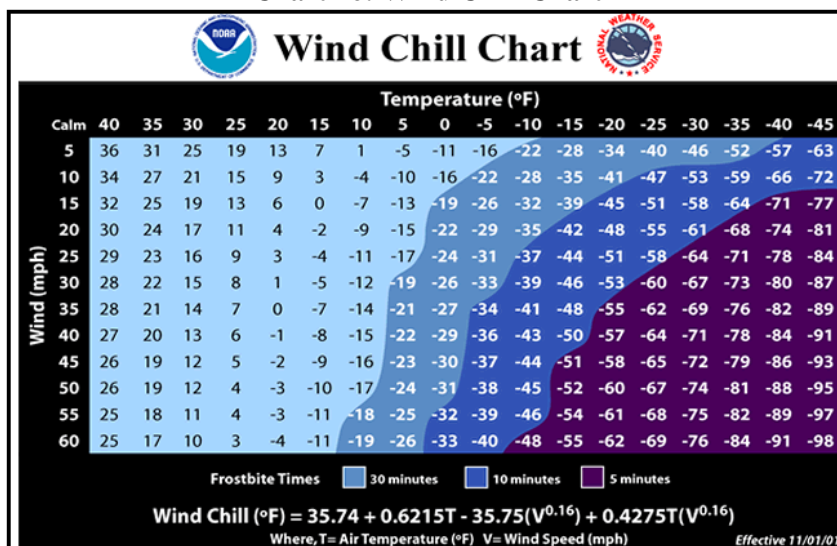 Wind Chill Chart
NOAA
NATIONAL WEATHER SERVICE
Temperature (ºF)
Calm 40 35 30 25 20 15 10 5 0 -5 -10 -15 -20 -25 -30 -35 -40 -45
5 36 31 25 19 13 7 1 -5 -11 -16 -22 -28 -34 -40 -46 -52 -57 -63
10 34 27 21 15 9 3 -4 -10 -16 -22 -28 -35 -41 -47 -53 -59 -66 -72
15 32 25 19 13 6 0 -7 -13 -19 -26 -32 -39 -45 -51 -58 -64 -71 -77
20 30 24 17 11 4 -2 -9 -15 -22 -29 -35 -42 -48 -55 -61 -68 -74 -81
25 29 23 16 9 3 -4 -11 -17 -24 -31 -37 -44 -51 -58 -64 -71 -78 -84
30 28 22 15 8 1 -5 -12 -19 -26 -33 -39 -46 -53 -60 -67 -73 -80 -87
35 28 21 14 7 0 -7 -14 -21 -27 -34 -41 -48 -55 -62 -69 -76 -82 -89
40 27 20 13 6 -1 -8 -15 -22 -29 -36 -43 -50 -57 -64 -71 -78 -84 -91
45 26 19 12 5 -2 -9 -16 -23 -30 -37 -44 -51 -58 -65 -72 -79 -86 -93
50 26 19 12 4 -3 -10 -17 -24 -31 -38 -45 -52 -60 -67 -74 -81 -88 -95
55 25 18 11 4 -3 -11 -18 -25 -32 -39 -46 -54 -61 -68 -75 -82 -89 -97
60 25 17 10 3 -4 -11 -19 -26 -33 -40 -48 -55 -62 -69 -76 -84 -91 -98
Wind (mph)
Frostbite Times 30 minutes 10 minutes 5 minutes
Wind Chill (ºF) = 35.74 + 0.6215T - 35.75(V^0.16) + 0.4275T(V^0.16)
Where, T= Air Temperature (ºF) V= Wind Speed (mph)
Effective 11/01/0